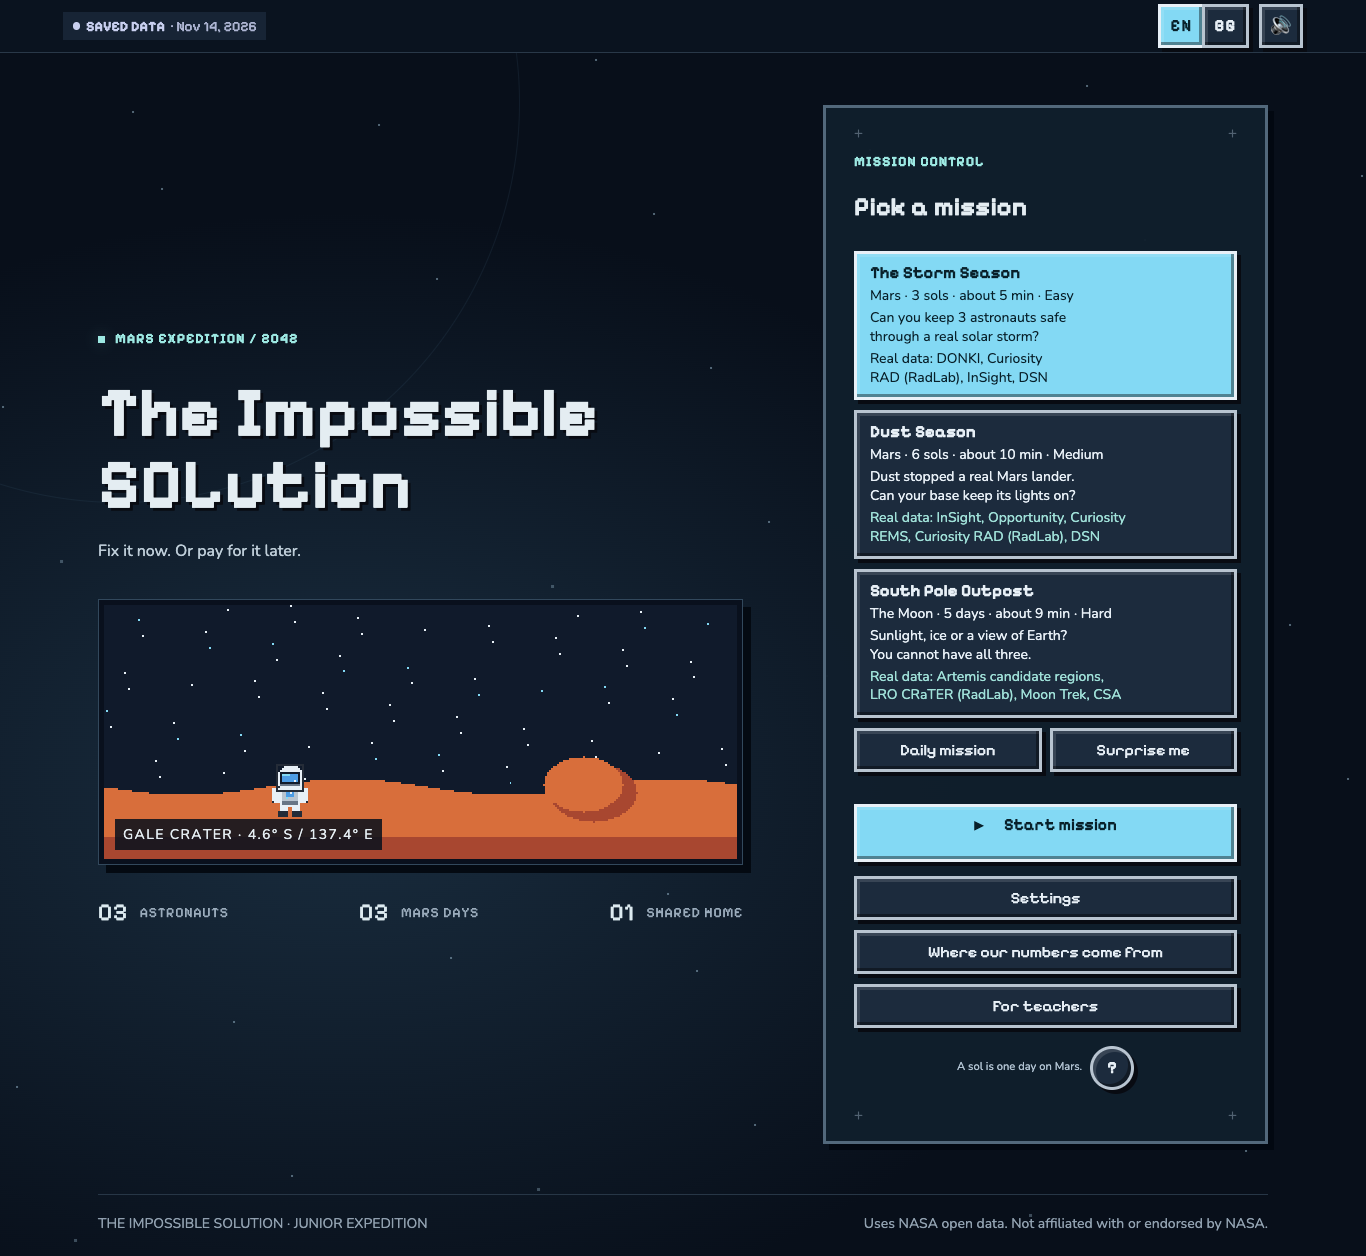 SAVED DATA · Nov 14, 2026
EN
BG
MARS EXPEDITION / 2042
The Impossible
SOLution
Fix it now. Or pay for it later.
GALE CRATER · 4.6° S / 137.4° E
03 ASTRONAUTS
03 MARS DAYS
01 SHARED HOME
MISSION CONTROL
Pick a mission
The Storm Season
Mars · 3 sols · about 5 min · Easy
Can you keep 3 astronauts safe
through a real solar storm?
Real data: DONKI, Curiosity
RAD (RadLab), InSight, DSN
Dust Season
Mars · 6 sols · about 10 min · Medium
Dust stopped a real Mars lander.
Can your base keep its lights on?
Real data: InSight, Opportunity, Curiosity
REMS, Curiosity RAD (RadLab), DSN
South Pole Outpost
The Moon · 5 days · about 9 min · Hard
Sunlight, ice or a view of Earth?
You cannot have all three.
Real data: Artemis candidate regions,
LRO CRaTER (RadLab), Moon Trek, CSA
Daily mission
Surprise me
► Start mission
Settings
Where our numbers come from
For teachers
A sol is one day on Mars.
?
THE IMPOSSIBLE SOLUTION · JUNIOR EXPEDITION
Uses NASA open data. Not affiliated with or endorsed by NASA.